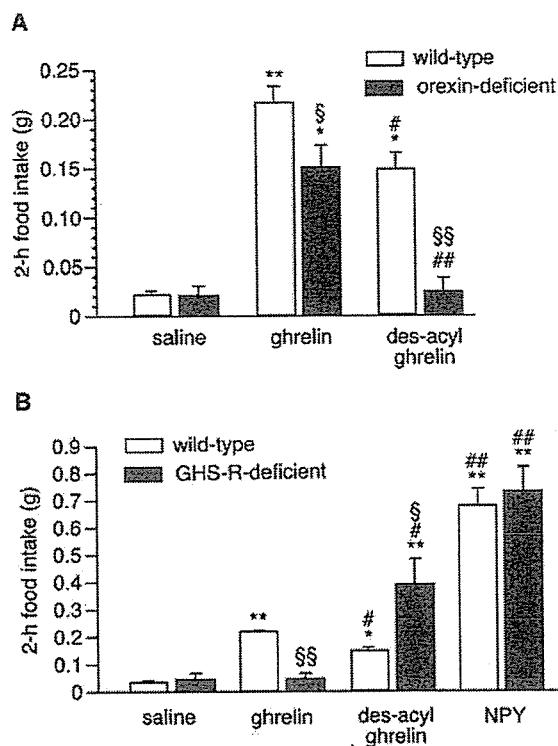 A
wild-type
orexin-deficient
2-h food intake (g)
0.25
0.20
0.15
0.10
0.05
0
**
§
*
#
*
§§
##
saline
ghrelin
des-acyl
ghrelin
B
wild-type
GHS-R-deficient
2-h food intake (g)
0.9
0.8
0.7
0.6
0.5
0.4
0.3
0.2
0.1
0
**
§§
#
*
§
#
**
##
**
##
**
saline
ghrelin
des-acyl
ghrelin
NPY